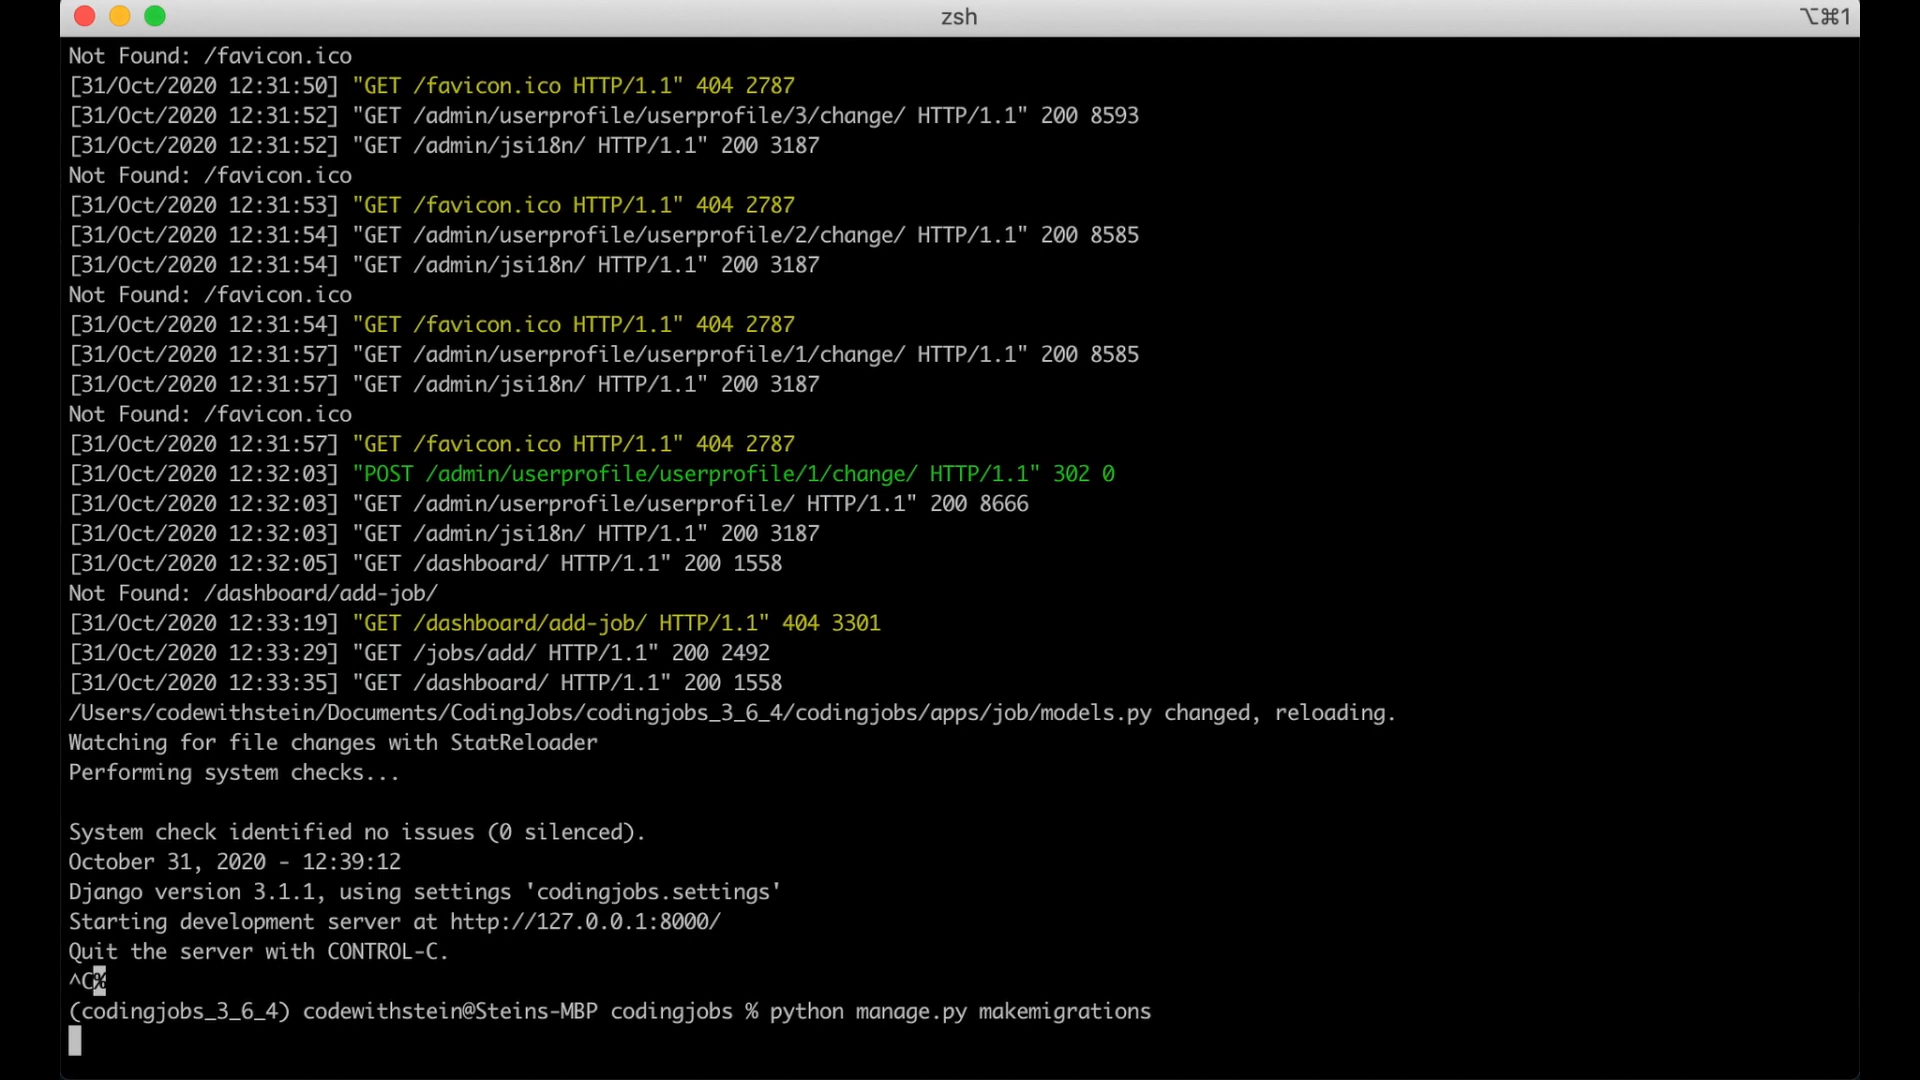 zsh
⌥⌘1
Not Found: /favicon.ico
[31/Oct/2020 12:31:50] "GET /favicon.ico HTTP/1.1" 404 2787
[31/Oct/2020 12:31:52] "GET /admin/userprofile/userprofile/3/change/ HTTP/1.1" 200 8593
[31/Oct/2020 12:31:52] "GET /admin/jsi18n/ HTTP/1.1" 200 3187
Not Found: /favicon.ico
[31/Oct/2020 12:31:53] "GET /favicon.ico HTTP/1.1" 404 2787
[31/Oct/2020 12:31:54] "GET /admin/userprofile/userprofile/2/change/ HTTP/1.1" 200 8585
[31/Oct/2020 12:31:54] "GET /admin/jsi18n/ HTTP/1.1" 200 3187
Not Found: /favicon.ico
[31/Oct/2020 12:31:54] "GET /favicon.ico HTTP/1.1" 404 2787
[31/Oct/2020 12:31:57] "GET /admin/userprofile/userprofile/1/change/ HTTP/1.1" 200 8585
[31/Oct/2020 12:31:57] "GET /admin/jsi18n/ HTTP/1.1" 200 3187
Not Found: /favicon.ico
[31/Oct/2020 12:31:57] "GET /favicon.ico HTTP/1.1" 404 2787
[31/Oct/2020 12:32:03] "POST /admin/userprofile/userprofile/1/change/ HTTP/1.1" 302 0
[31/Oct/2020 12:32:03] "GET /admin/userprofile/userprofile/ HTTP/1.1" 200 8666
[31/Oct/2020 12:32:03] "GET /admin/jsi18n/ HTTP/1.1" 200 3187
[31/Oct/2020 12:32:05] "GET /dashboard/ HTTP/1.1" 200 1558
Not Found: /dashboard/add-job/
[31/Oct/2020 12:33:19] "GET /dashboard/add-job/ HTTP/1.1" 404 3301
[31/Oct/2020 12:33:29] "GET /jobs/add/ HTTP/1.1" 200 2492
[31/Oct/2020 12:33:35] "GET /dashboard/ HTTP/1.1" 200 1558
/Users/codewithstein/Documents/CodingJobs/codingjobs_3_6_4/codingjobs/apps/job/models.py changed, reloading.
Watching for file changes with StatReloader
Performing system checks...
System check identified no issues (0 silenced).
October 31, 2020 - 12:39:12
Django version 3.1.1, using settings 'codingjobs.settings'
Starting development server at http://127.0.0.1:8000/
Quit the server with CONTROL-C.
^C%
(codingjobs_3_6_4) codewithstein@Steins-MBP codingjobs % python manage.py makemigrations